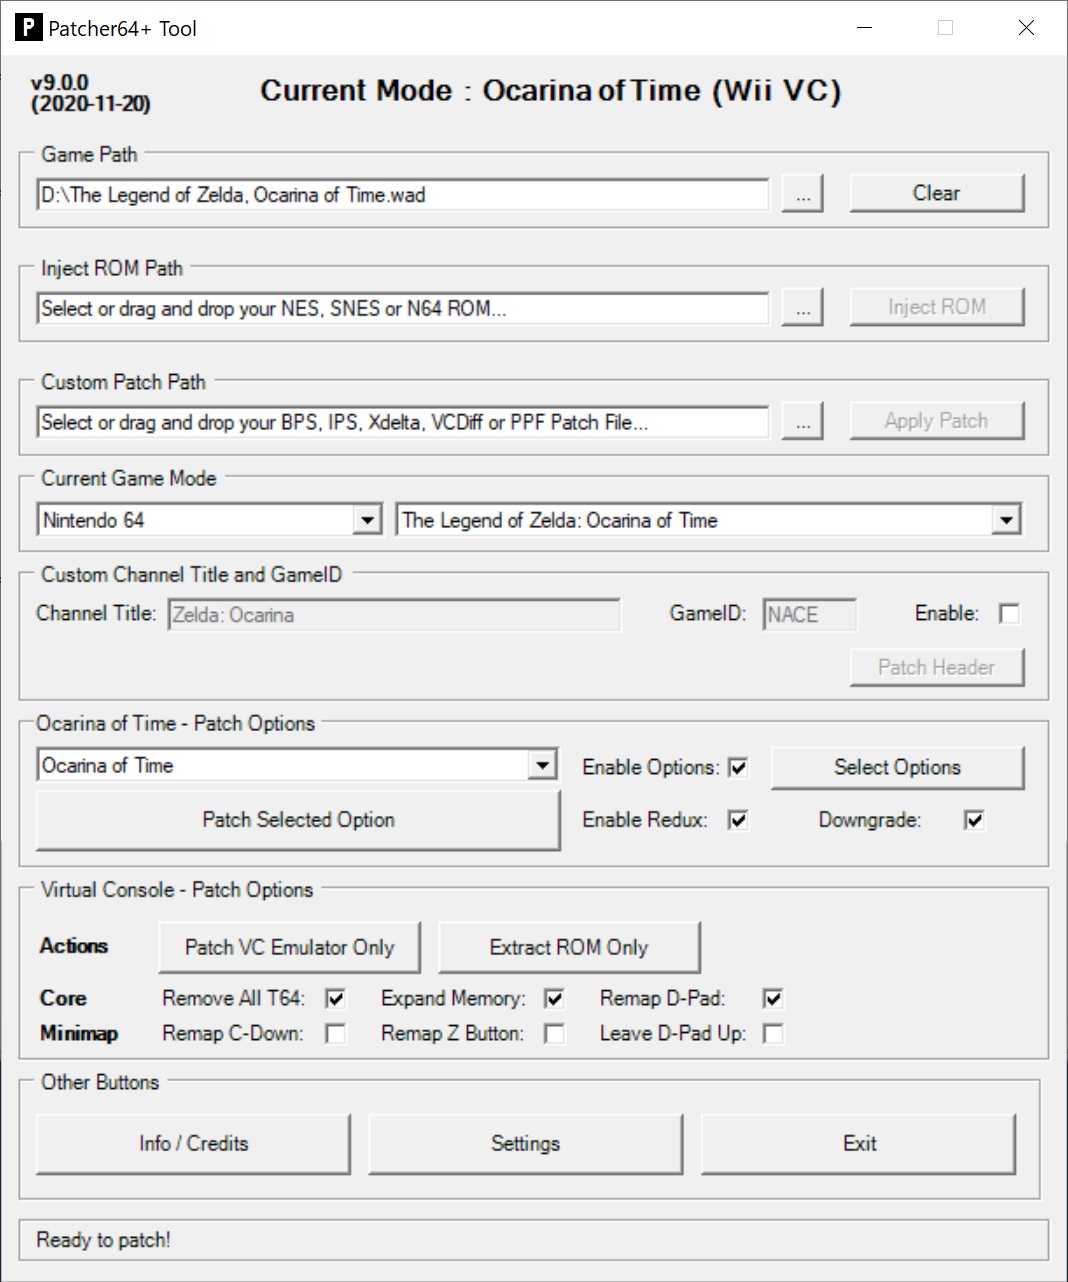 P Patcher64+ Tool
v9.0.0
(2020-11-20)
Current Mode : Ocarina of Time (Wii VC)
Game Path
D:\The Legend of Zelda, Ocarina of Time.wad ... Clear
Inject ROM Path
Select or drag and drop your NES, SNES or N64 ROM... ... Inject ROM
Custom Patch Path
Select or drag and drop your BPS, IPS, Xdelta, VCDiff or PPF Patch File... ... Apply Patch
Current Game Mode
Nintendo 64 The Legend of Zelda: Ocarina of Time
Custom Channel Title and GameID
Channel Title: Zelda: Ocarina GameID: NACE Enable:
Patch Header
Ocarina of Time - Patch Options
Ocarina of Time Enable Options: Select Options
Patch Selected Option Enable Redux: Downgrade:
Virtual Console - Patch Options
Actions Patch VC Emulator Only Extract ROM Only
Core Remove All T64: Expand Memory: Remap D-Pad:
Minimap Remap C-Down: Remap Z Button: Leave D-Pad Up:
Other Buttons
Info / Credits Settings Exit
Ready to patch!